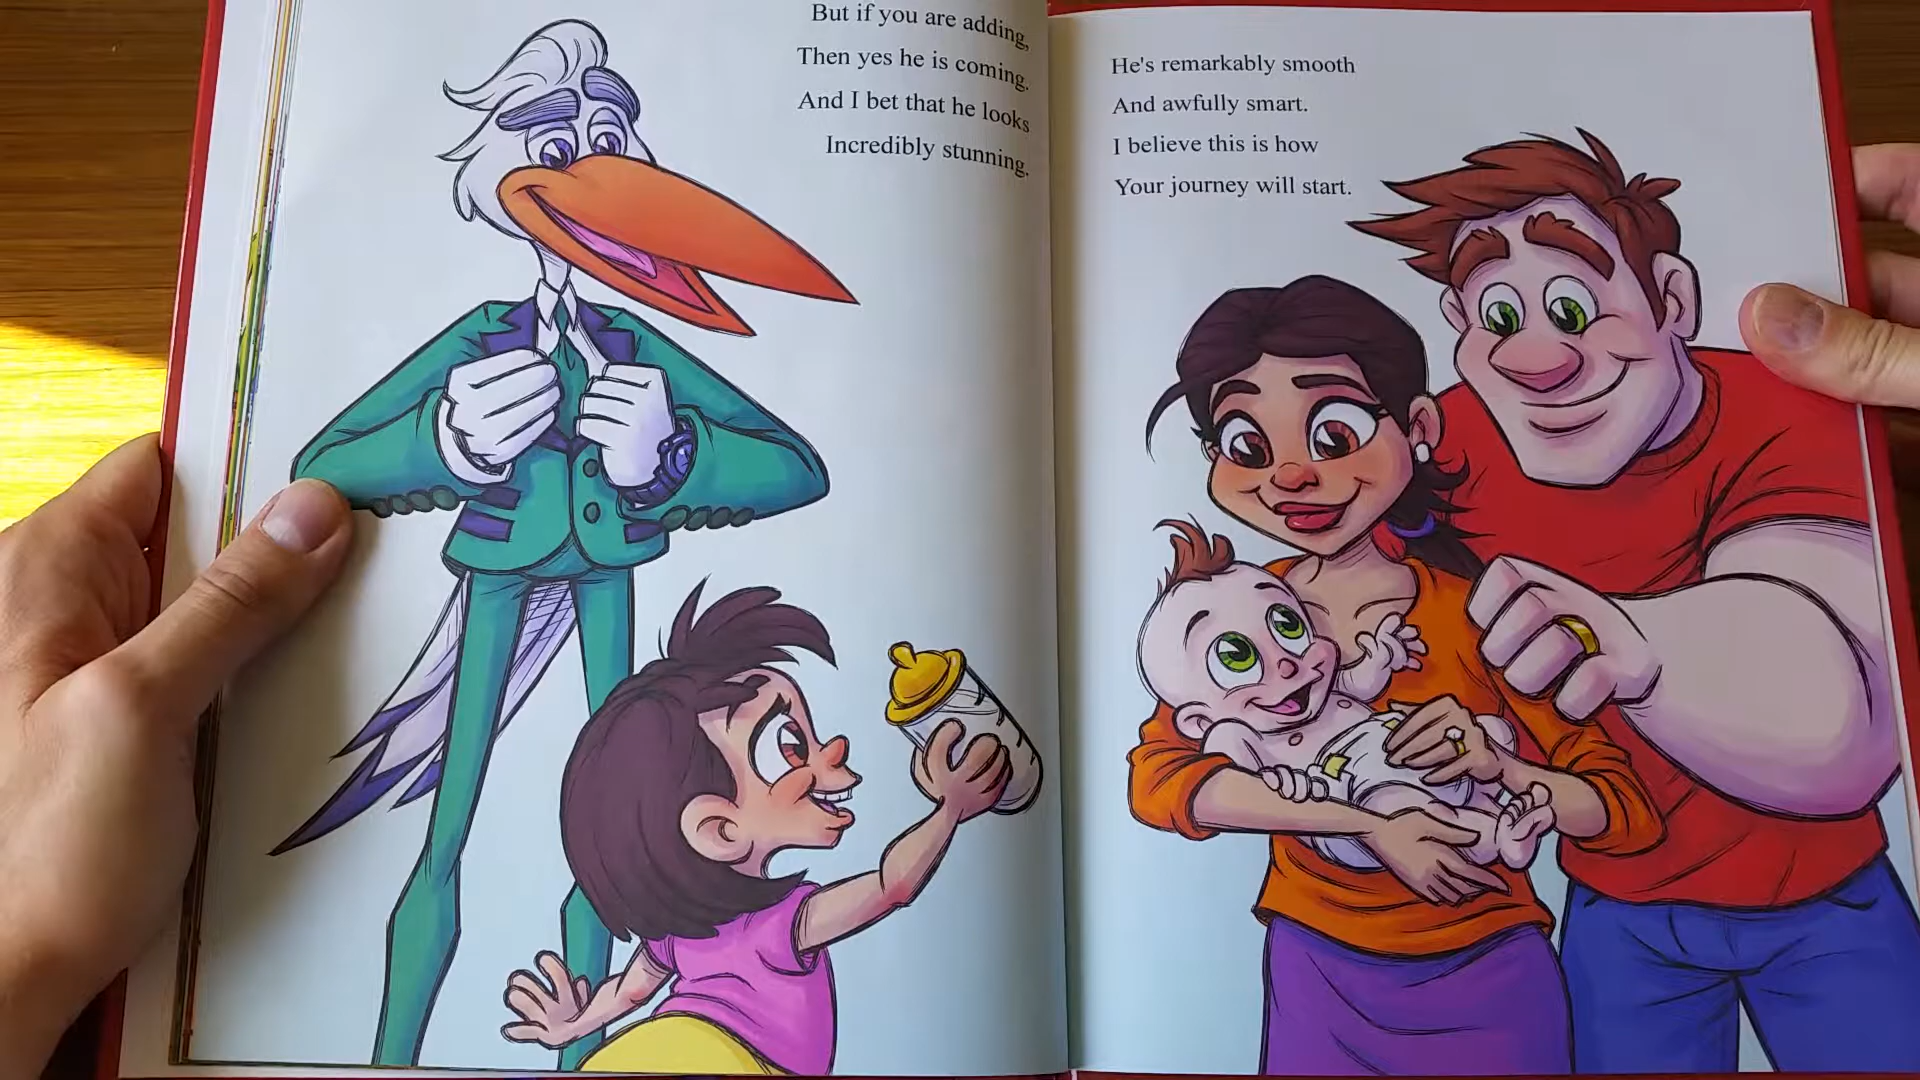 But if you are adding,
Then yes he is coming.
And I bet that he looks
Incredibly stunning.
He's remarkably smooth
And awfully smart.
I believe this is how
Your journey will start.